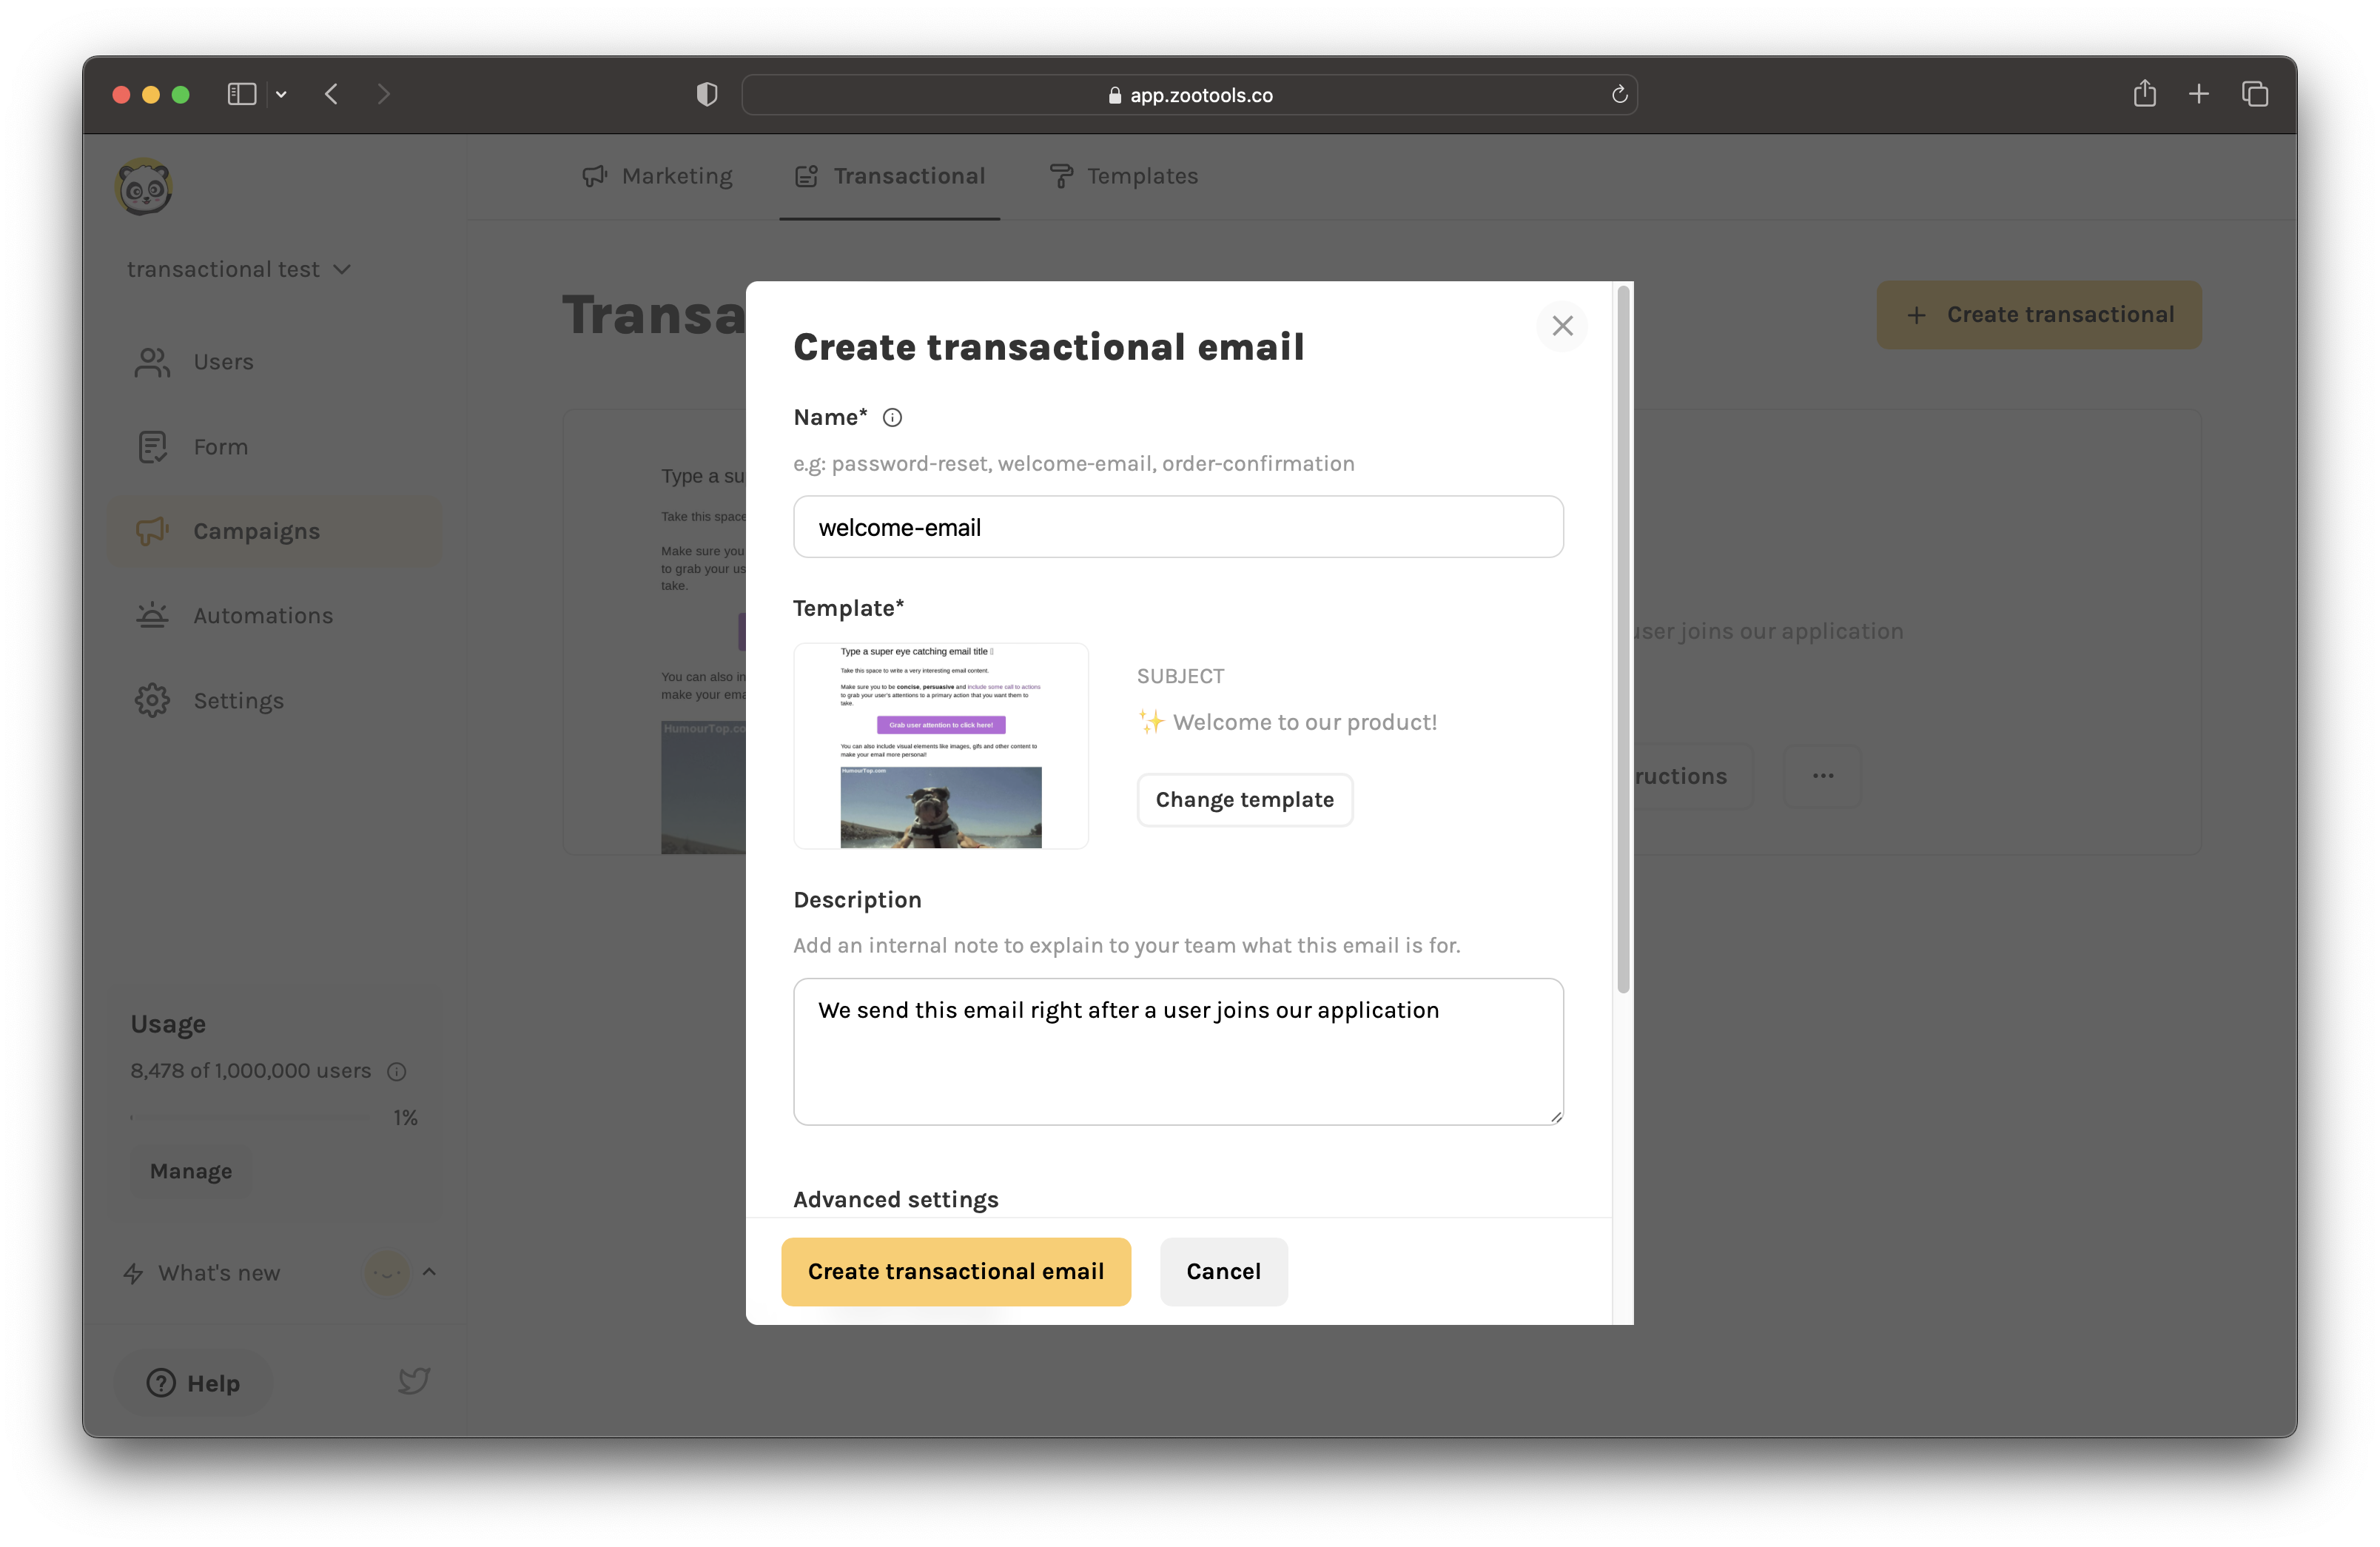 app.zootools.co
Marketing
Transactional
Templates
transactional test
Users
Form
Campaigns
Automations
Settings
Usage
8,478 of 1,000,000 users
1%
Manage
What's new
Help
Create transactional
Type a
Take this space
Make sure you
to grab your
take.
You can also
make your
HumourTop.co
user joins our application
Create transactional email
Name*
e.g: password-reset, welcome-email, order-confirmation
welcome-email
Template*
Type a super eye catching email title
Take this space to write a very interesting email content.
Make sure you to be concise, persuasive and include some call to actions
to grab your user's attentions to a primary action that you want them to
take.
Grab user attention to click here!
You can also include visual elements like images, gifs and other content to
make your email more personal!
HumourTop.com
SUBJECT
✨ Welcome to our product!
Change template
Description
Add an internal note to explain to your team what this email is for.
We send this email right after a user joins our application
Advanced settings
Create transactional email
Cancel